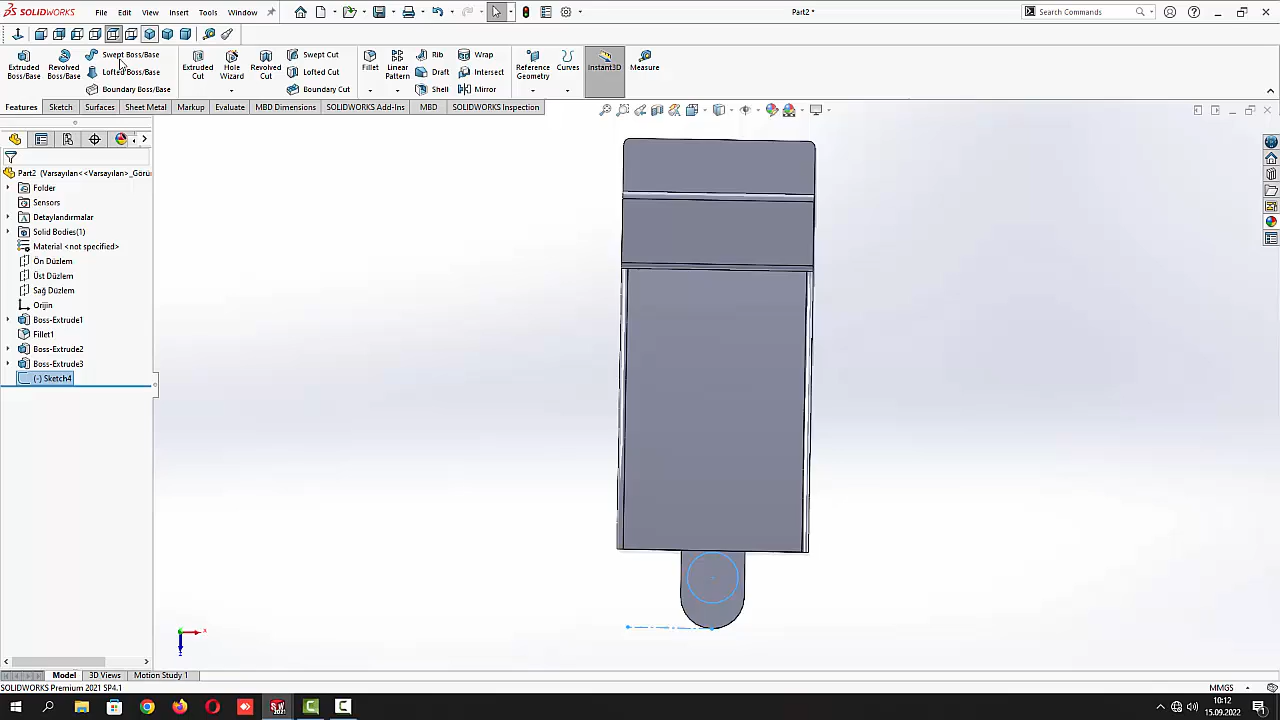 SOLIDWORKS File Edit View Insert Tools Window Part2 * Search Commands
Extruded Boss/Base
Revolved Boss/Base
Swept Boss/Base
Lofted Boss/Base
Boundary Boss/Base
Extruded Cut
Hole Wizard
Revolved Cut
Swept Cut
Lofted Cut
Boundary Cut
Fillet
Linear Pattern
Rib
Draft
Shell
Wrap
Intersect
Mirror
Reference Geometry
Curves
Instant3D
Measure
Features Sketch Surfaces Sheet Metal Markup Evaluate MBD Dimensions SOLIDWORKS Add-Ins MBD SOLIDWORKS Inspection
Part2 (Varsayılan<<Varsayılan>_Görü
Folder
Sensors
Detaylandırmalar
Solid Bodies(1)
Material <not specified>
Ön Düzlem
Üst Düzlem
Sağ Düzlem
Orijin
Boss-Extrude1
Fillet1
Boss-Extrude2
Boss-Extrude3
(-) Sketch4
Model 3D Views Motion Study 1
SOLIDWORKS Premium 2021 SP4.1 MMGS
10:12
15.09.2022